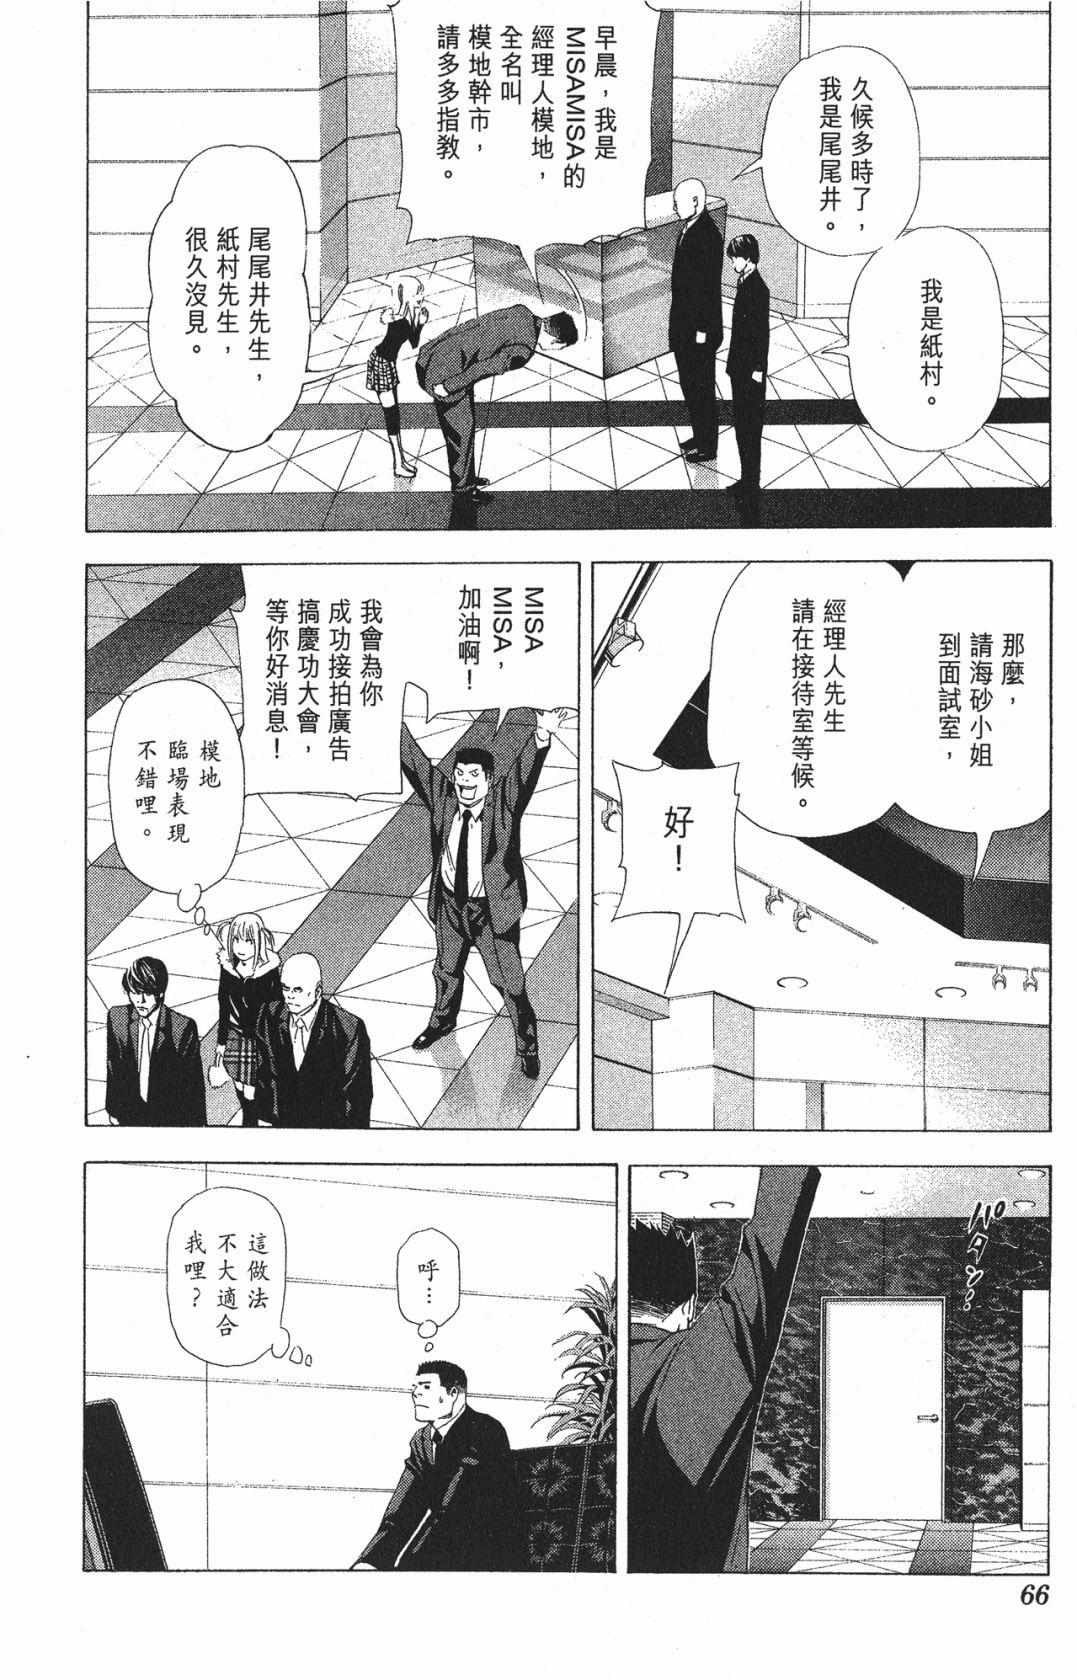 久候多時了，
我是尾尾井。
我是紙村。
早晨，我是
MISAMISA的
經理人模地，
全名叫
模地幹市，
請多多指教。
尾尾井先生，
紙村先生，
很久沒見。
那麼，
請海砂小姐
到面試室，
經理人先生
請在接待室等候。
好！
MISA
MISA，
加油啊！
我會為你
成功接拍廣告
搞慶功大會，
等你好消息！
模地
臨場表現
不錯哩。
パタン…
呼…
這做法
不大適合
我哩？
66